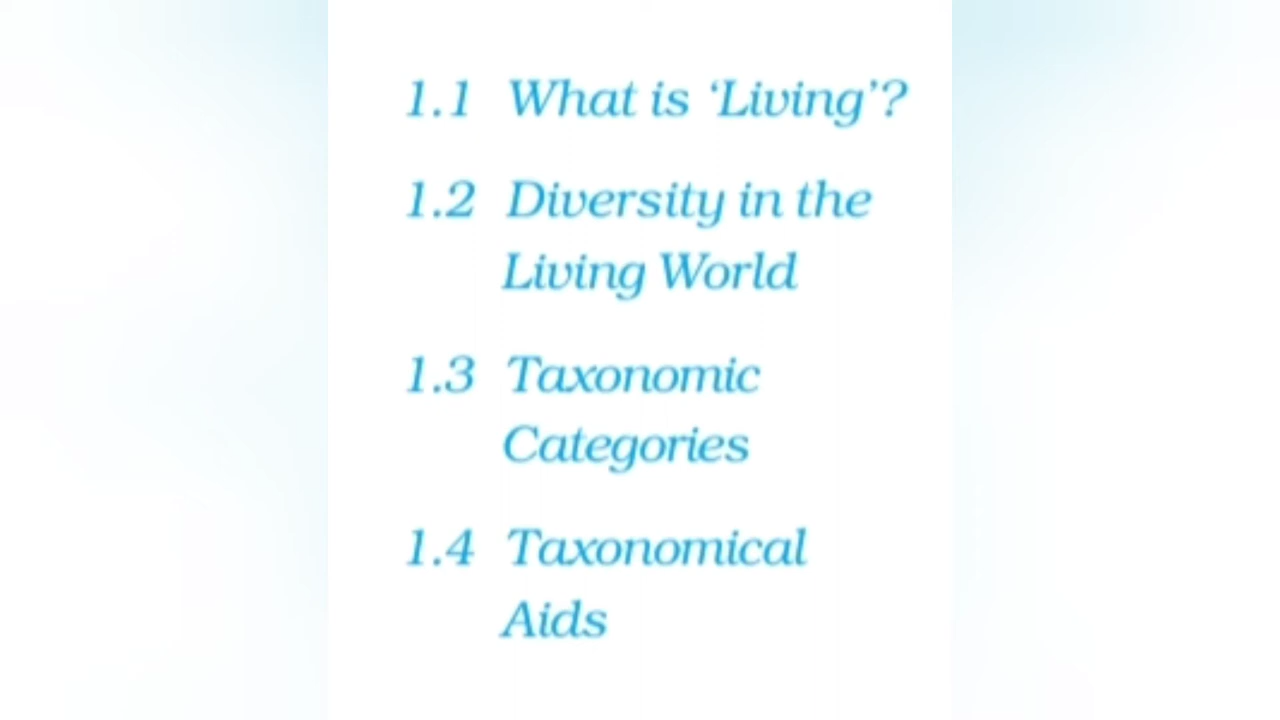 1.1 What is ‘Living’?
1.2 Diversity in the
Living World
1.3 Taxonomic
Categories
1.4 Taxonomical
Aids